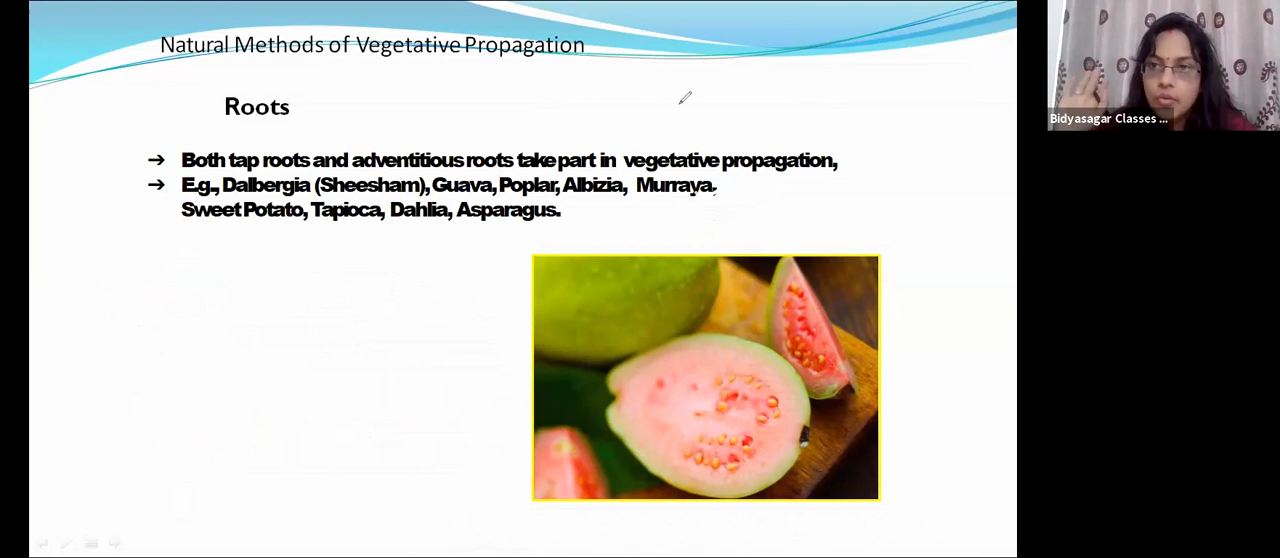 Natural Methods of Vegetative Propagation
Roots
➔ Both tap roots and adventitious roots take part in vegetative propagation,
➔ E.g., Dalbergia (Sheesham), Guava, Poplar, Albizia, Murraya.
Sweet Potato, Tapioca, Dahlia, Asparagus.
Bidyasagar Classes ...